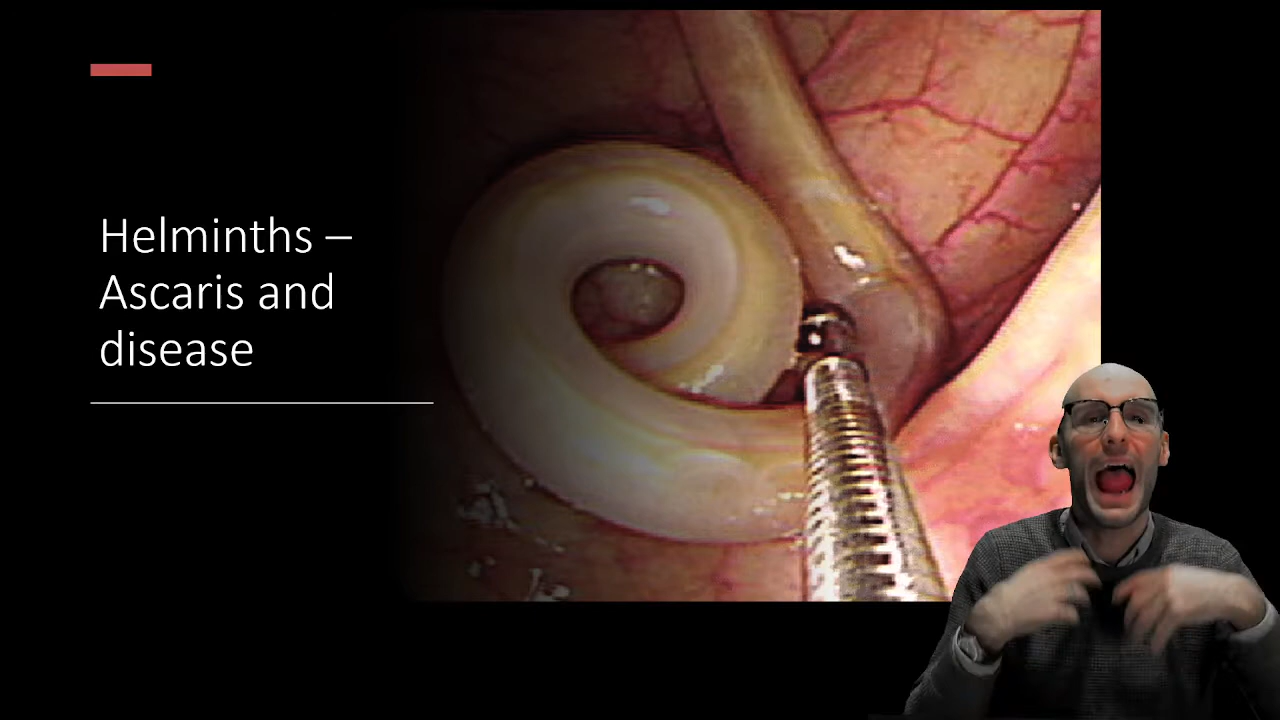 Helminths –
Ascaris and
disease